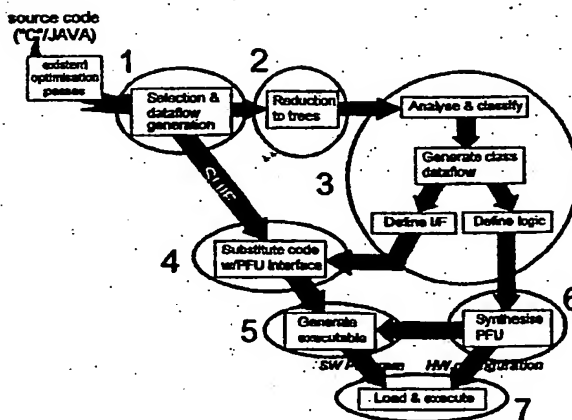 source code
("C"/JAVA)
existent
optimisation
passes
1
Selection &
dataflow
generation
2
Reduction
to trees
Analyse & classify
3
Generate class
dataflow
Define I/F
Define logic
SUIF
4
Substitute code
w/PFU interface
5
Generate
executable
6
Synthesise
PFU
SW
HW configuration
Load & execute
7